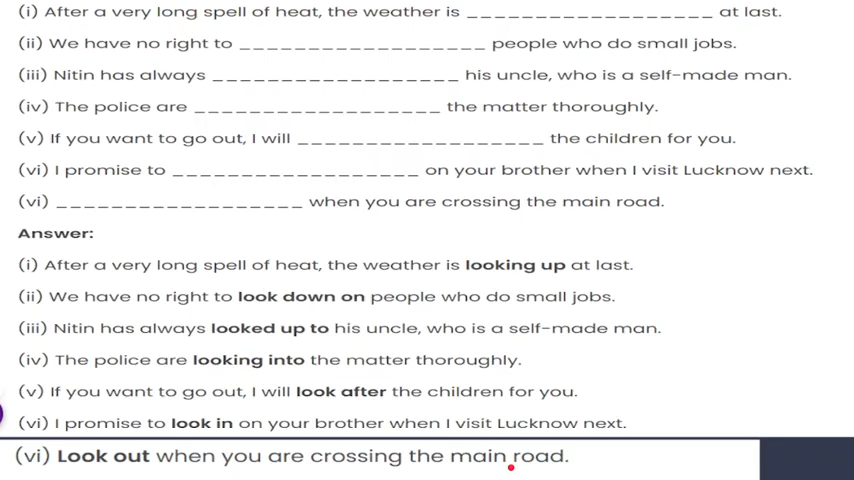 (i) After a very long spell of heat, the weather is __________________ at last.
(ii) We have no right to __________________ people who do small jobs.
(iii) Nitin has always __________________ his uncle, who is a self-made man.
(iv) The police are __________________ the matter thoroughly.
(v) If you want to go out, I will __________________ the children for you.
(vi) I promise to __________________ on your brother when I visit Lucknow next.
(vi) __________________ when you are crossing the main road.
Answer:
(i) After a very long spell of heat, the weather is looking up at last.
(ii) We have no right to look down on people who do small jobs.
(iii) Nitin has always looked up to his uncle, who is a self-made man.
(iv) The police are looking into the matter thoroughly.
(v) If you want to go out, I will look after the children for you.
(vi) I promise to look in on your brother when I visit Lucknow next.
(vi) Look out when you are crossing the main road.